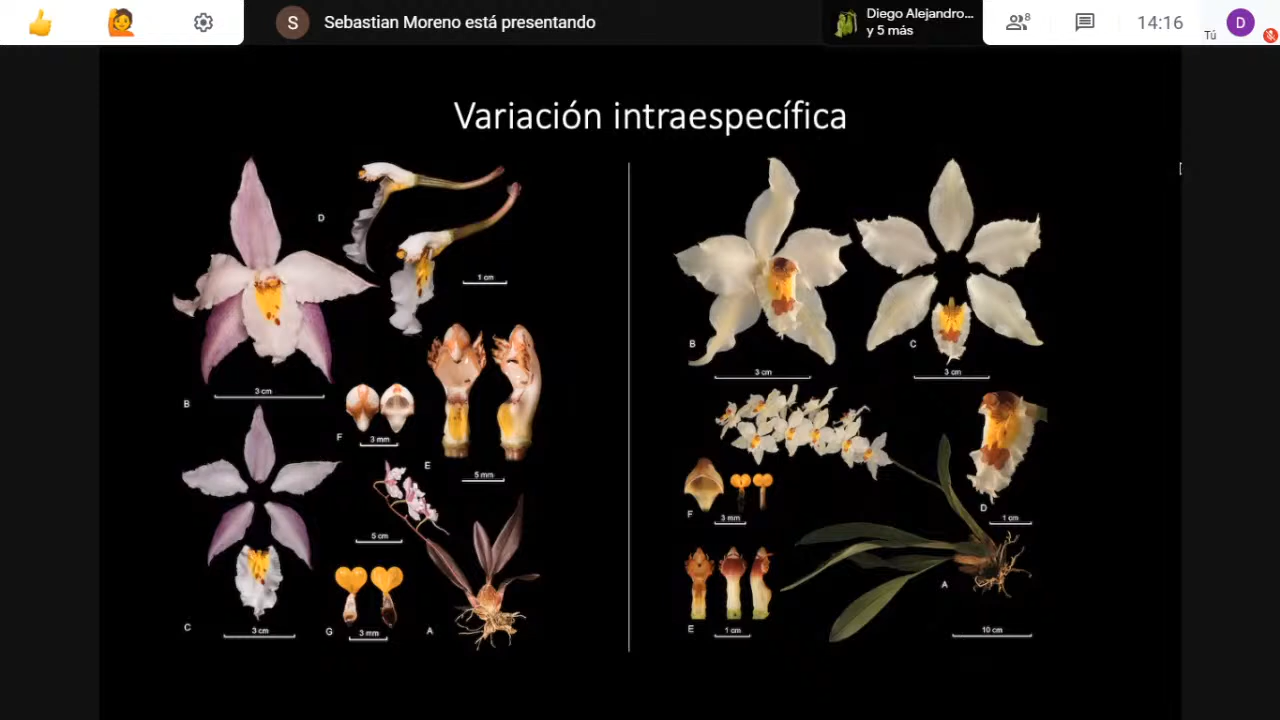 S
Sebastian Moreno está presentando
Diego Alejandro...
y 5 más
8
14:16
Tú
D
Variación intraespecífica
D
1 cm
B
3 cm
F
3 mm
E
5 mm
5 cm
C
3 cm
G
3 mm
A
B
3 cm
C
3 cm
F
3 mm
D
1 cm
E
1 cm
A
10 cm